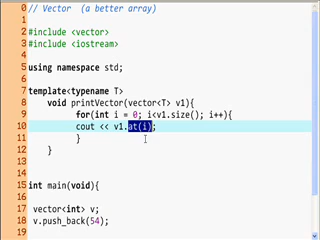 0 // Vector  (a better array)
1
2 #include <vector>
3 #include <iostream>
4
5 using namespace std;
6
7 template<typename T>
8     void printVector(vector<T> v1){
9         for(int i = 0; i<v1.size(); i++){
10         cout << v1.at(i);
11         }
12     }
13
14
15 int main(void){
16
17  vector<int> v;
18  v.push_back(54);
19